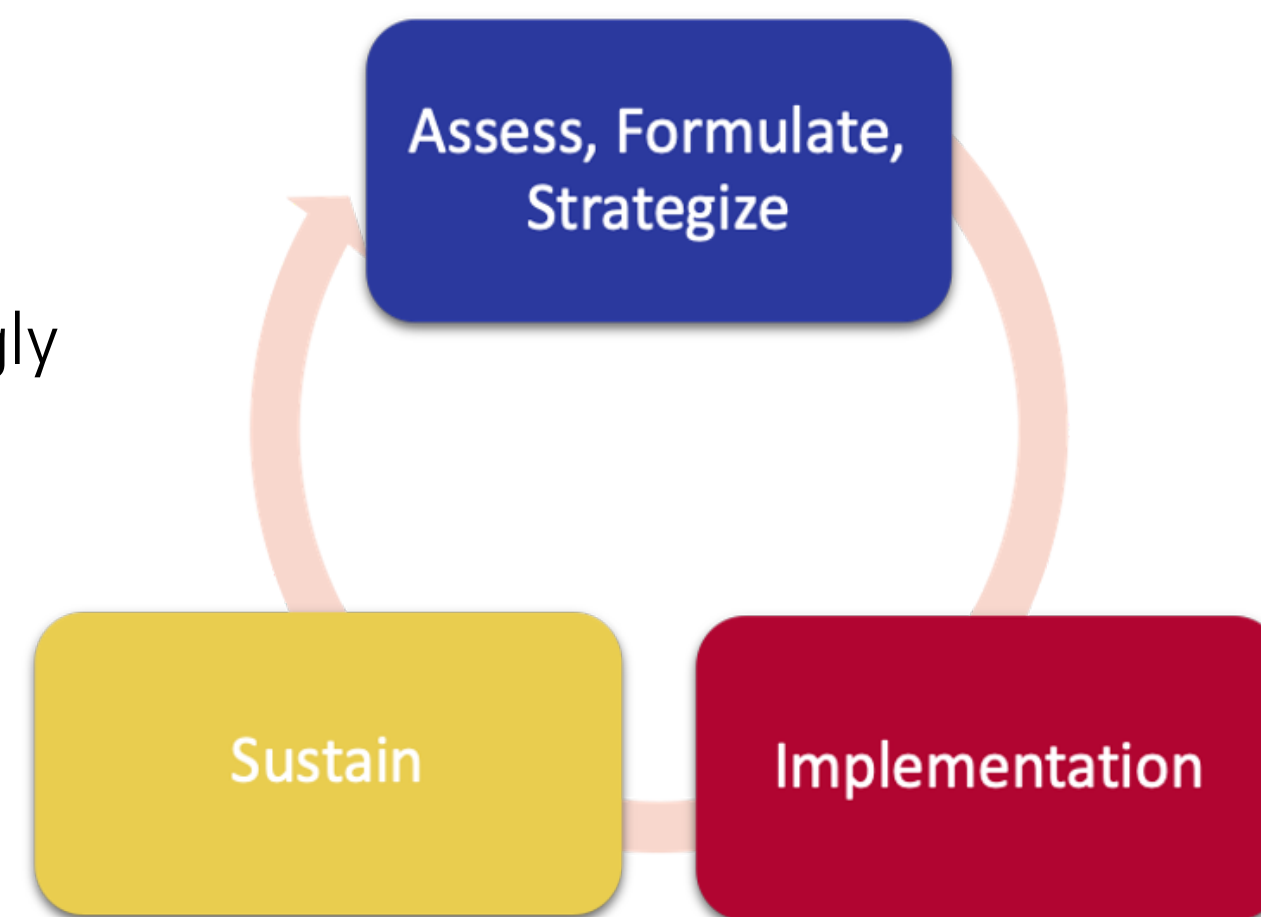 Assess, Formulate,
Strategize
gly
Sustain
Implementation